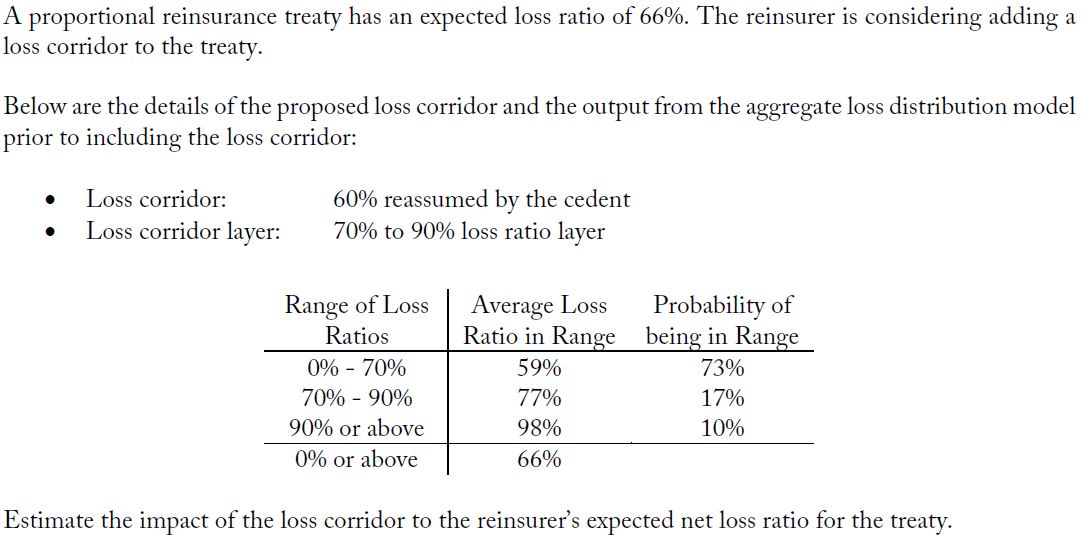 A proportional reinsurance treaty has an expected loss ratio of 66%. The reinsurer is considering adding a
loss corridor to the treaty.
Below are the details of the proposed loss corridor and the output from the aggregate loss distribution model
prior to including the loss corridor:
• Loss corridor: 60% reassumed by the cedent
• Loss corridor layer: 70% to 90% loss ratio layer
Range of Loss Average Loss Probability of
Ratios Ratio in Range being in Range
0% - 70% 59% 73%
70% - 90% 77% 17%
90% or above 98% 10%
0% or above 66%
Estimate the impact of the loss corridor to the reinsurer's expected net loss ratio for the treaty.